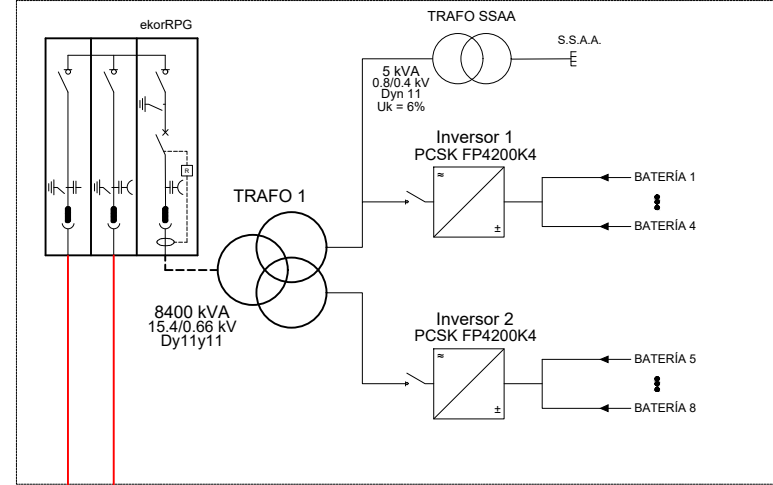 ekorRPG
R
TRAFO SSAA
S.S.A.A.
5 kVA
0.8/0.4 kV
Dyn 11
Uk = 6%
Inversor 1
PCSK FP4200K4
≈
±
BATERÍA 1
BATERÍA 4
TRAFO 1
8400 kVA
15.4/0.66 kV
Dy11y11
Inversor 2
PCSK FP4200K4
≈
±
BATERÍA 5
BATERÍA 8